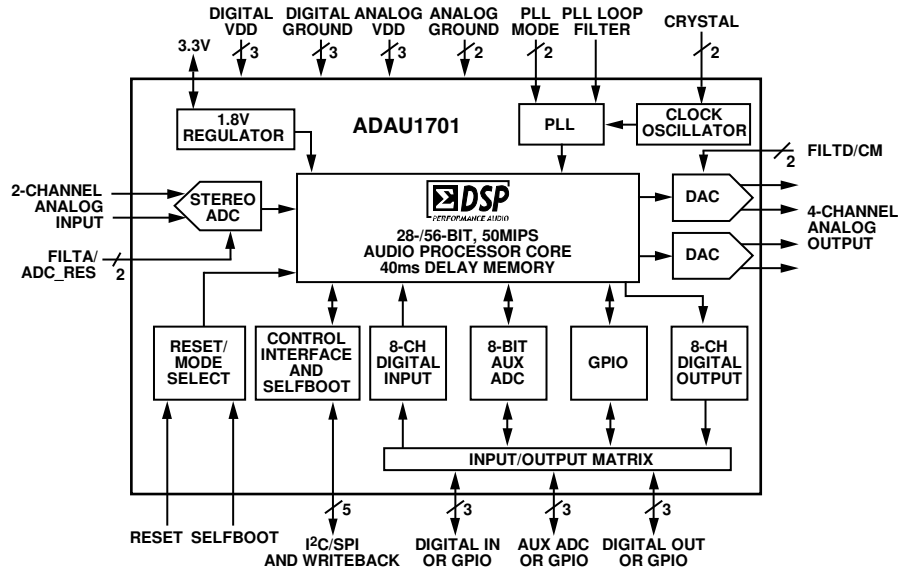 DIGITAL
VDD
DIGITAL
GROUND
ANALOG
VDD
ANALOG
GROUND
PLL
MODE
PLL LOOP
FILTER
CRYSTAL
3.3V
3
3
3
2
2
2
1.8V
REGULATOR
ADAU1701
PLL
CLOCK
OSCILLATOR
2
FILTD/CM
2-CHANNEL
ANALOG
INPUT
STEREO
ADC
DSP
PERFORMANCE AUDIO
28-/56-BIT, 50MIPS
AUDIO PROCESSOR CORE
40ms DELAY MEMORY
DAC
DAC
4-CHANNEL
ANALOG
OUTPUT
FILTA/
ADC_RES
2
RESET/
MODE
SELECT
CONTROL
INTERFACE
AND
SELFBOOT
8-CH
DIGITAL
INPUT
8-BIT
AUX
ADC
GPIO
8-CH
DIGITAL
OUTPUT
INPUT/OUTPUT MATRIX
5
3
3
3
RESET
SELFBOOT
I²C/SPI
AND WRITEBACK
DIGITAL IN
OR GPIO
AUX ADC
OR GPIO
DIGITAL OUT
OR GPIO